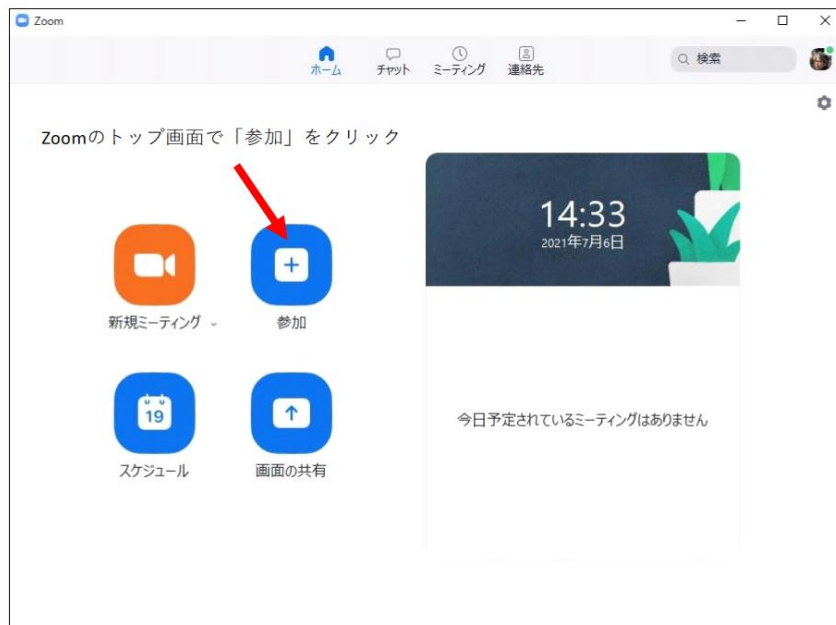 Zoom
ホーム
チャット
ミーティング
連絡先
検索
Zoomのトップ画面で「参加」をクリック
14:33
2021年7月6日
新規ミーティング
参加
19
スケジュール
画面の共有
今日予定されているミーティングはありません